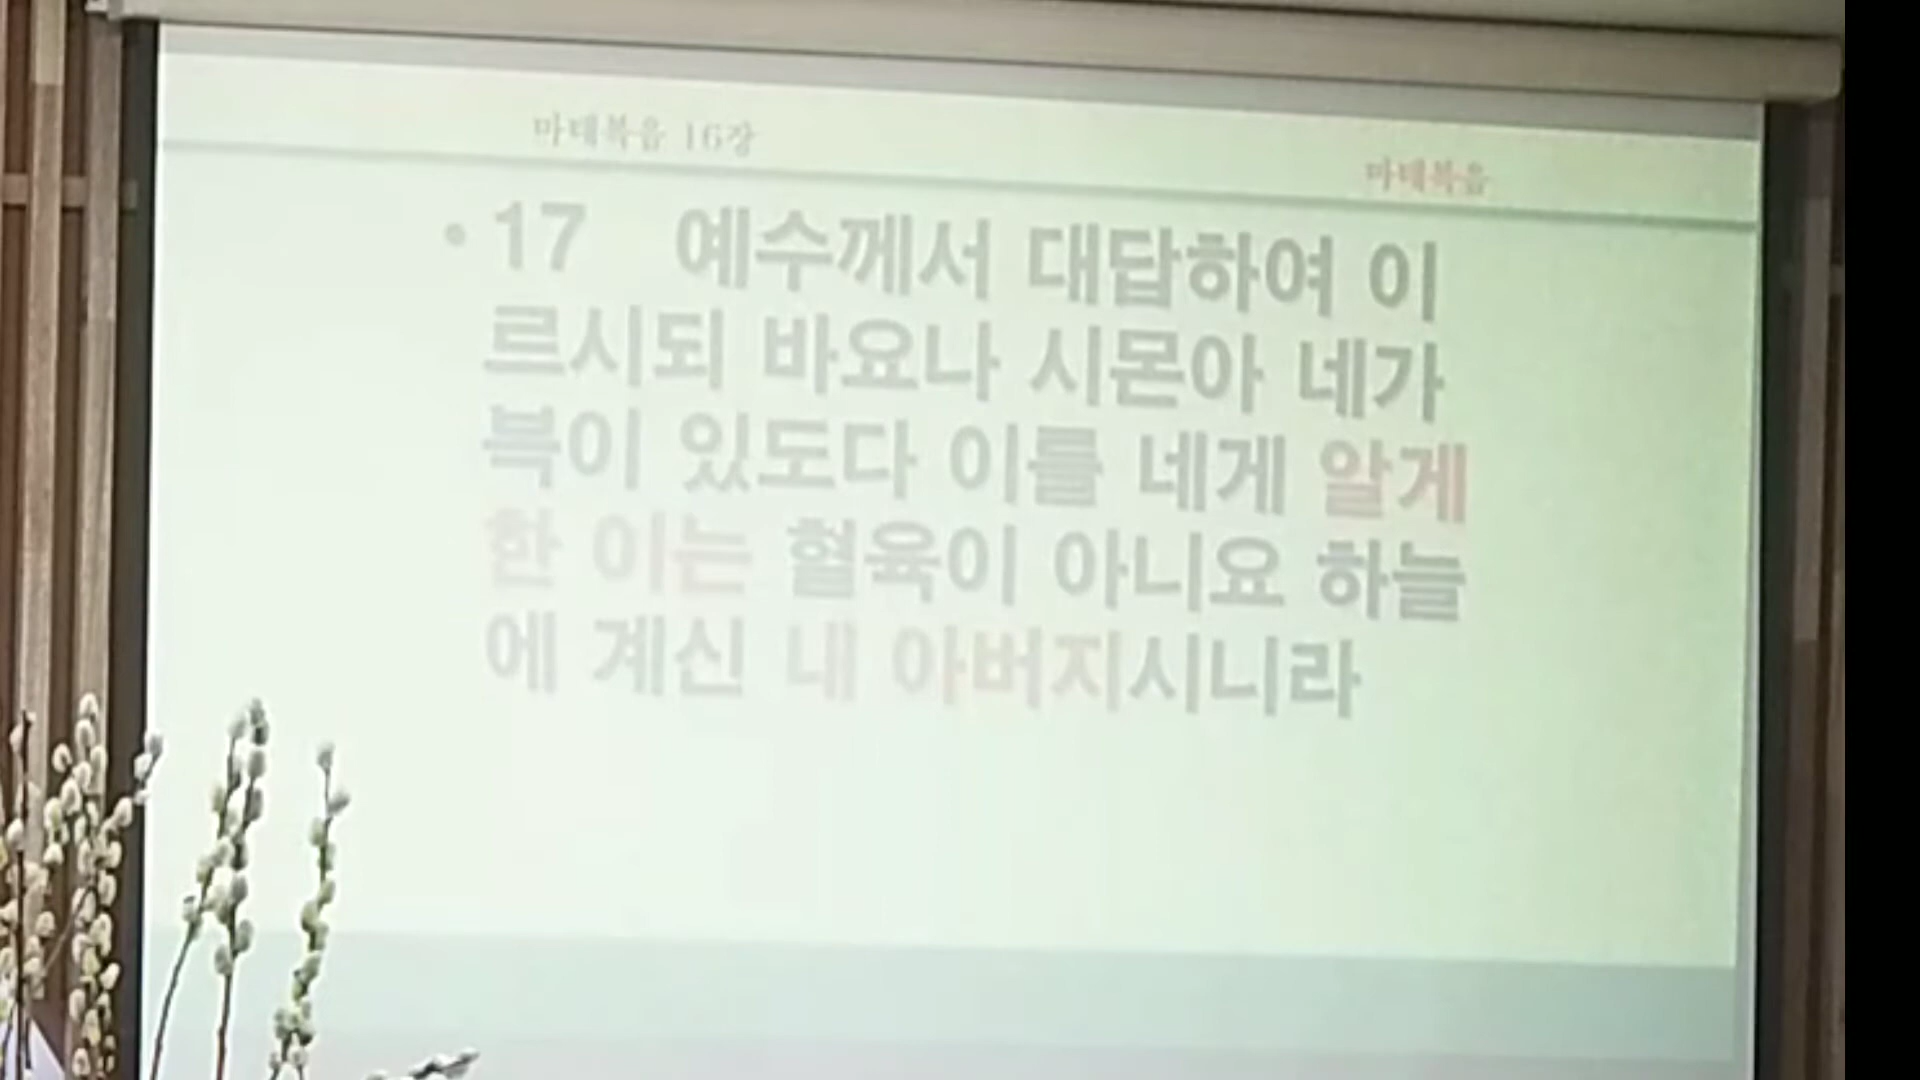 마태복음 16장
마태복음
• 17 예수께서 대답하여 이
르시되 바요나 시몬아 네가
복이 있도다 이를 네게 알게
한 이는 혈육이 아니요 하늘
에 계신 내 아버지시니라